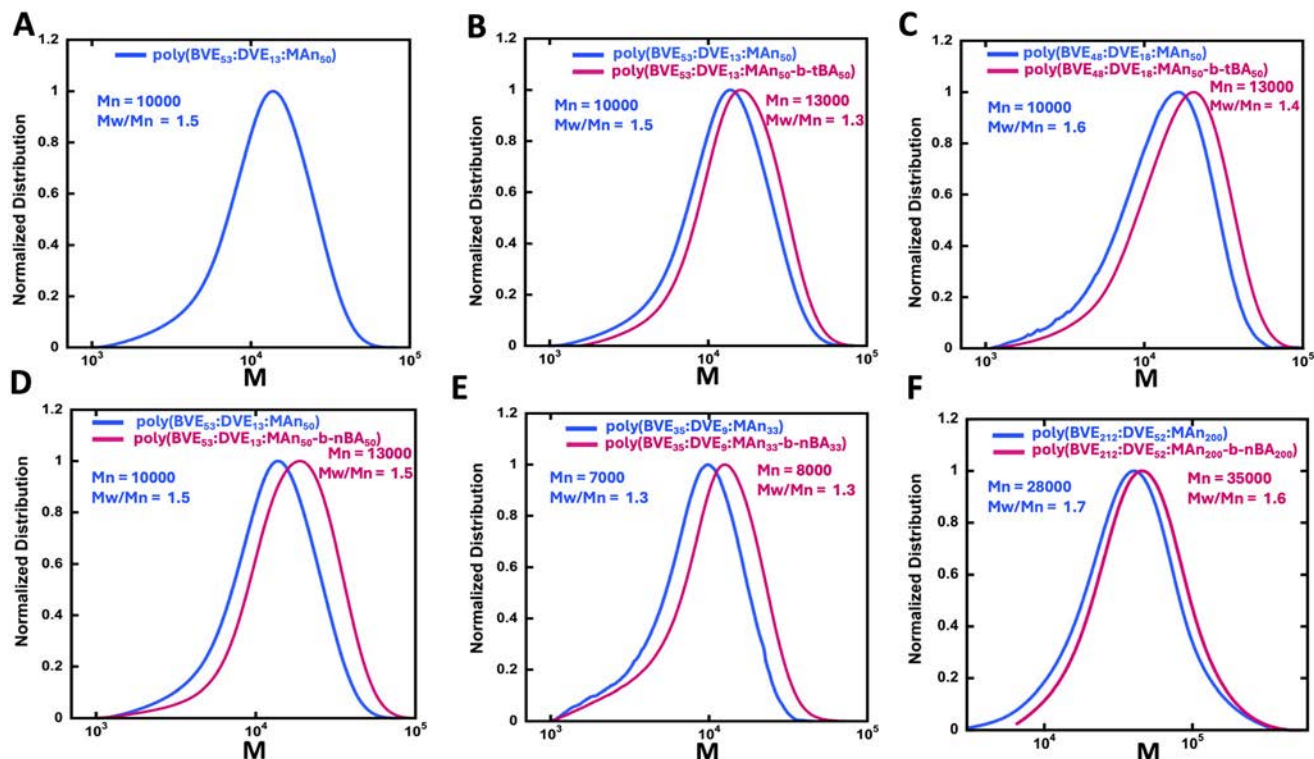 A
1.2
1
0.8
0.6
0.4
0.2
0
Normalized Distribution
poly(BVE₅₃:DVE₁₃:MAn₅₀)
Mn = 10000
Mw/Mn = 1.5
10³
10⁴
10⁵
M
B
1.2
1
0.8
0.6
0.4
0.2
0
Normalized Distribution
poly(BVE₅₃:DVE₁₃:MAn₅₀)
poly(BVE₅₃:DVE₁₃:MAn₅₀-b-tBA₅₀)
Mn = 10000
Mw/Mn = 1.5
Mn = 13000
Mw/Mn = 1.3
10³
10⁴
10⁵
M
C
1.2
1
0.8
0.6
0.4
0.2
0
Normalized Distribution
poly(BVE₄₈:DVE₁₈:MAn₅₀)
poly(BVE₄₈:DVE₁₈:MAn₅₀-b-tBA₅₀)
Mn = 10000
Mw/Mn = 1.6
Mn = 13000
Mw/Mn = 1.4
10³
10⁴
10⁵
M
D
1.2
1
0.8
0.6
0.4
0.2
0
Normalized Distribution
poly(BVE₅₃:DVE₁₃:MAn₅₀)
poly(BVE₅₃:DVE₁₃:MAn₅₀-b-nBA₅₀)
Mn = 10000
Mw/Mn = 1.5
Mn = 13000
Mw/Mn = 1.5
10³
10⁴
10⁵
M
E
1.2
1
0.8
0.6
0.4
0.2
0
Normalized Distribution
poly(BVE₃₅:DVE₉:MAn₃₃)
poly(BVE₃₅:DVE₉:MAn₃₃-b-nBA₃₃)
Mn = 7000
Mw/Mn = 1.3
Mn = 8000
Mw/Mn = 1.3
10³
10⁴
10⁵
M
F
1.2
1
0.8
0.6
0.4
0.2
0
Normalized Distribution
poly(BVE₂₁₂:DVE₅₂:MAn₂₀₀)
poly(BVE₂₁₂:DVE₅₂:MAn₂₀₀-b-nBA₂₀₀)
Mn = 28000
Mw/Mn = 1.7
Mn = 35000
Mw/Mn = 1.6
10⁴
10⁵
M